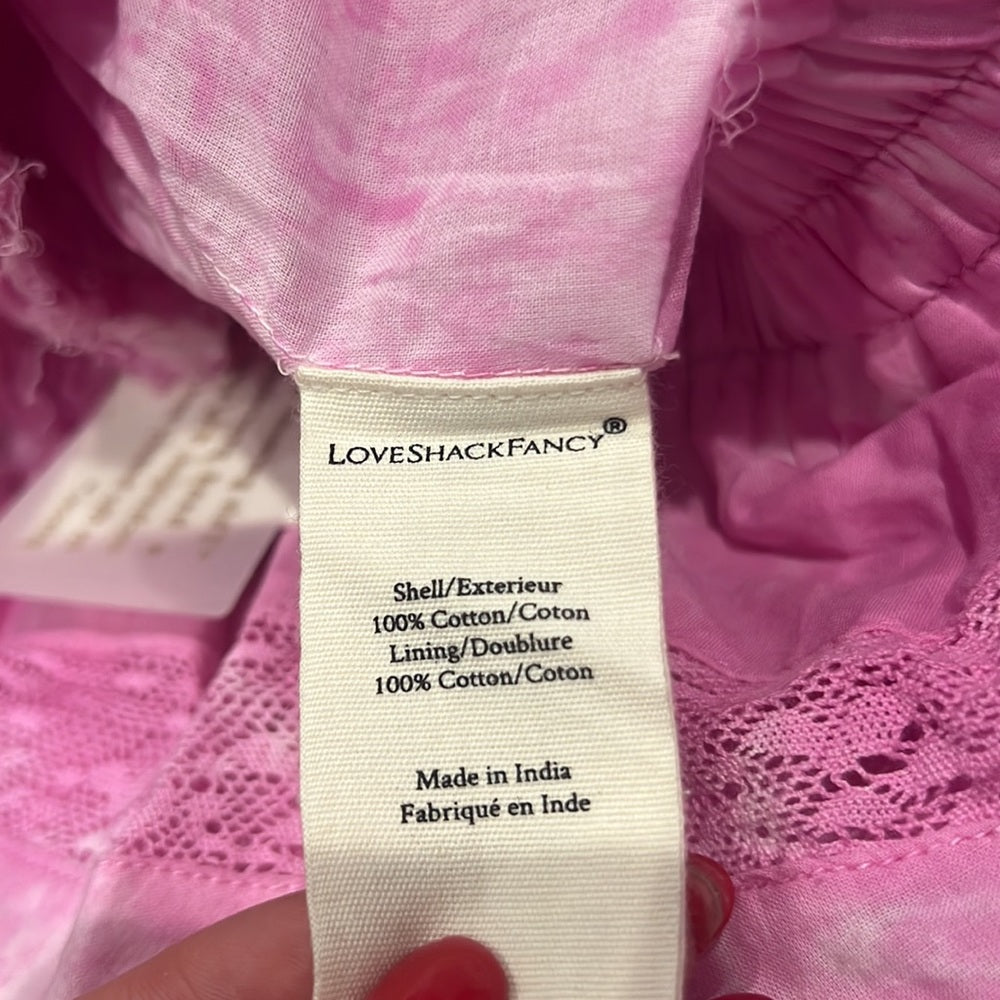 LOVESHACKFANCY®
Shell/Exterieur
100% Cotton/Coton
Lining/Doublure
100% Cotton/Coton
Made in India
Fabriqué en Inde